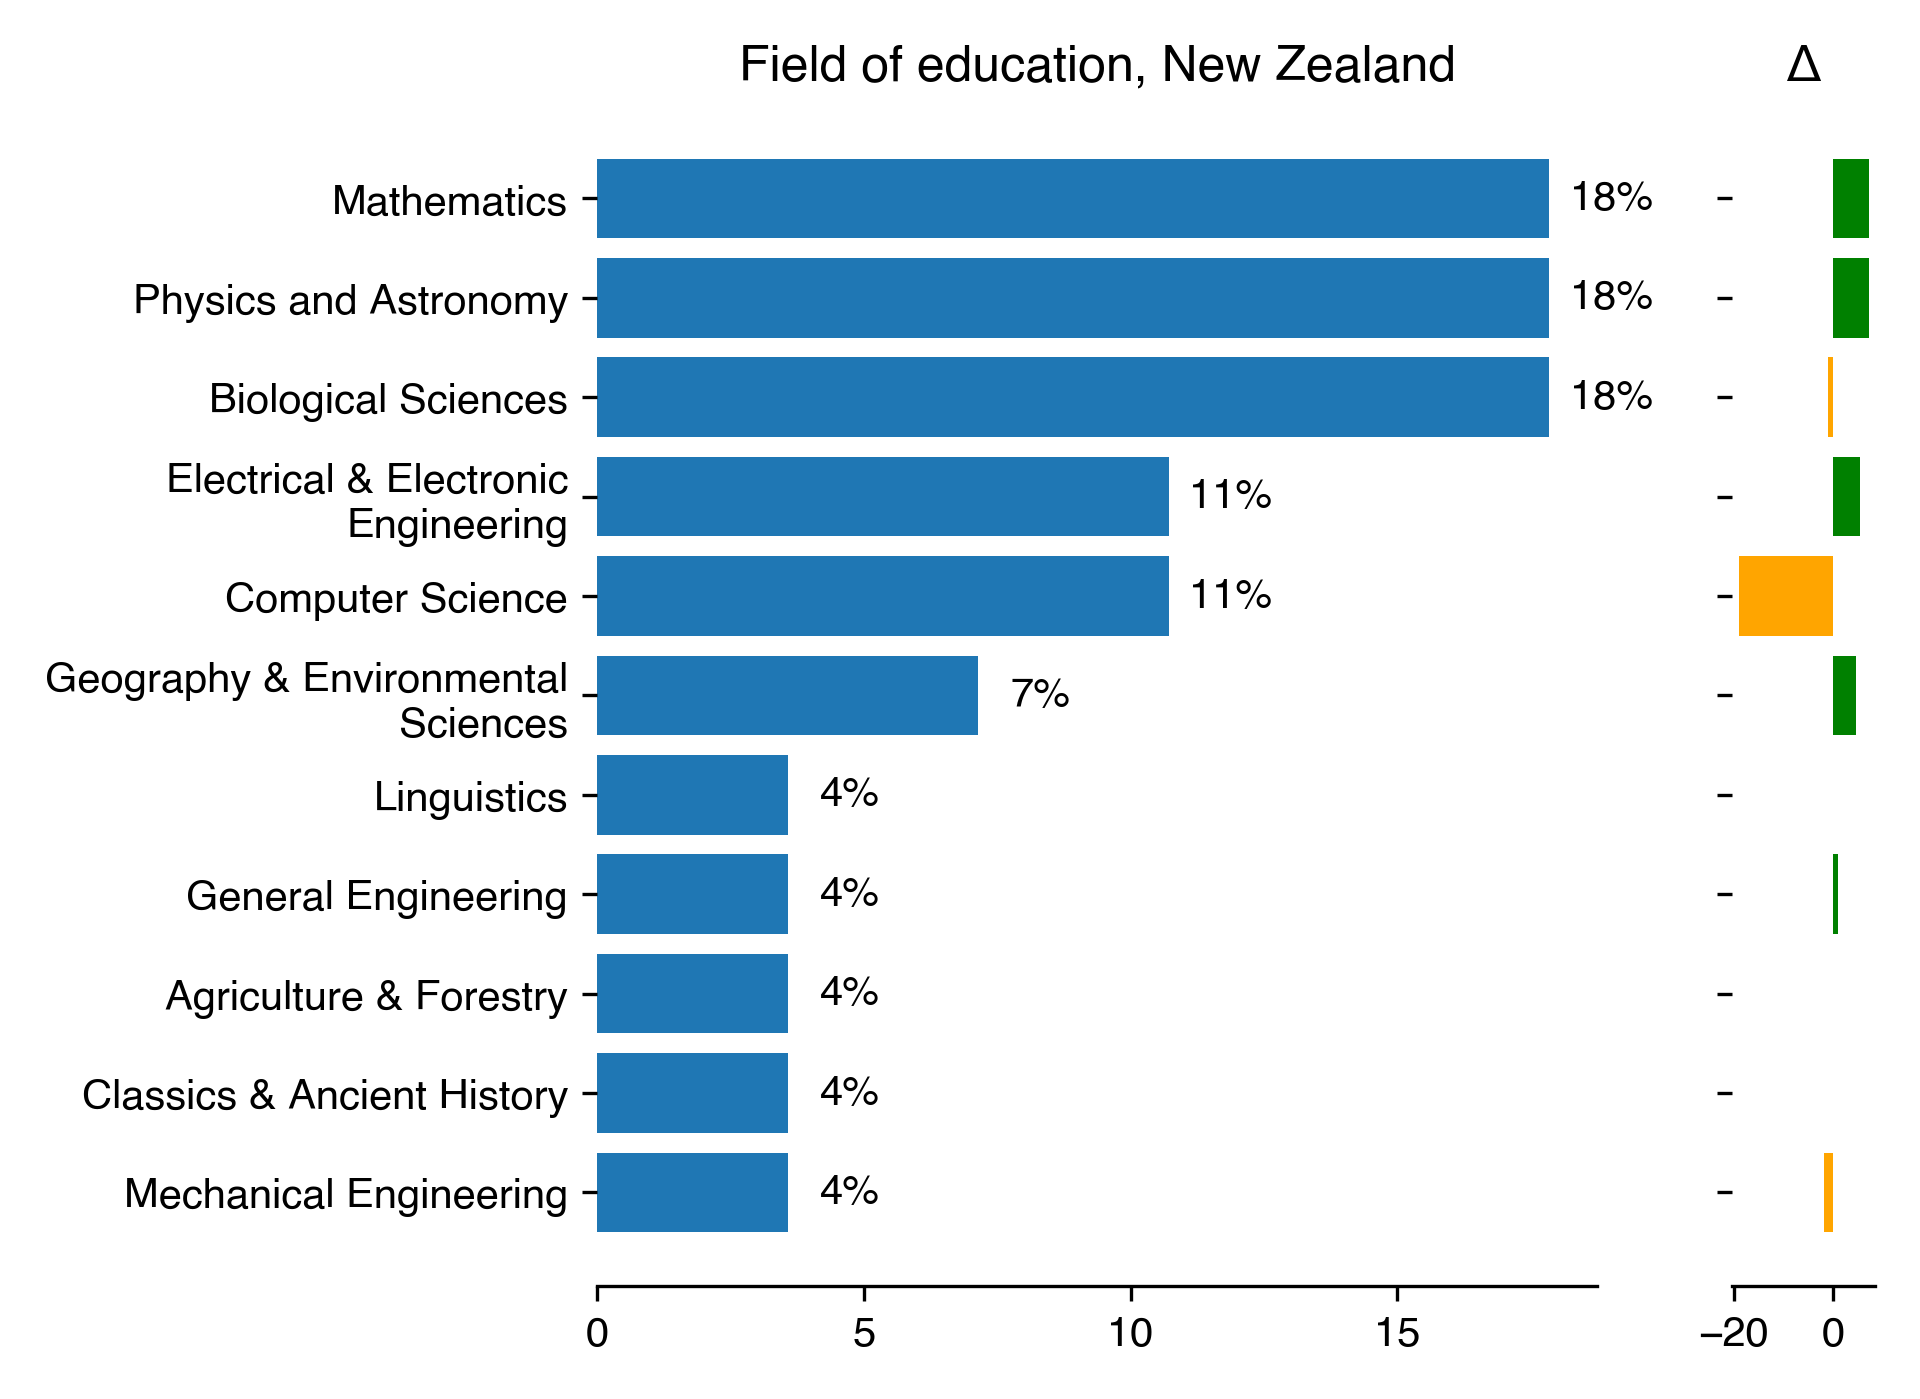 Field of education, New Zealand
Δ
Mathematics
18%
Physics and Astronomy
18%
Biological Sciences
18%
Electrical & Electronic
Engineering
11%
Computer Science
11%
Geography & Environmental
Sciences
7%
Linguistics
4%
General Engineering
4%
Agriculture & Forestry
4%
Classics & Ancient History
4%
Mechanical Engineering
4%
0 5 10 15
−20 0